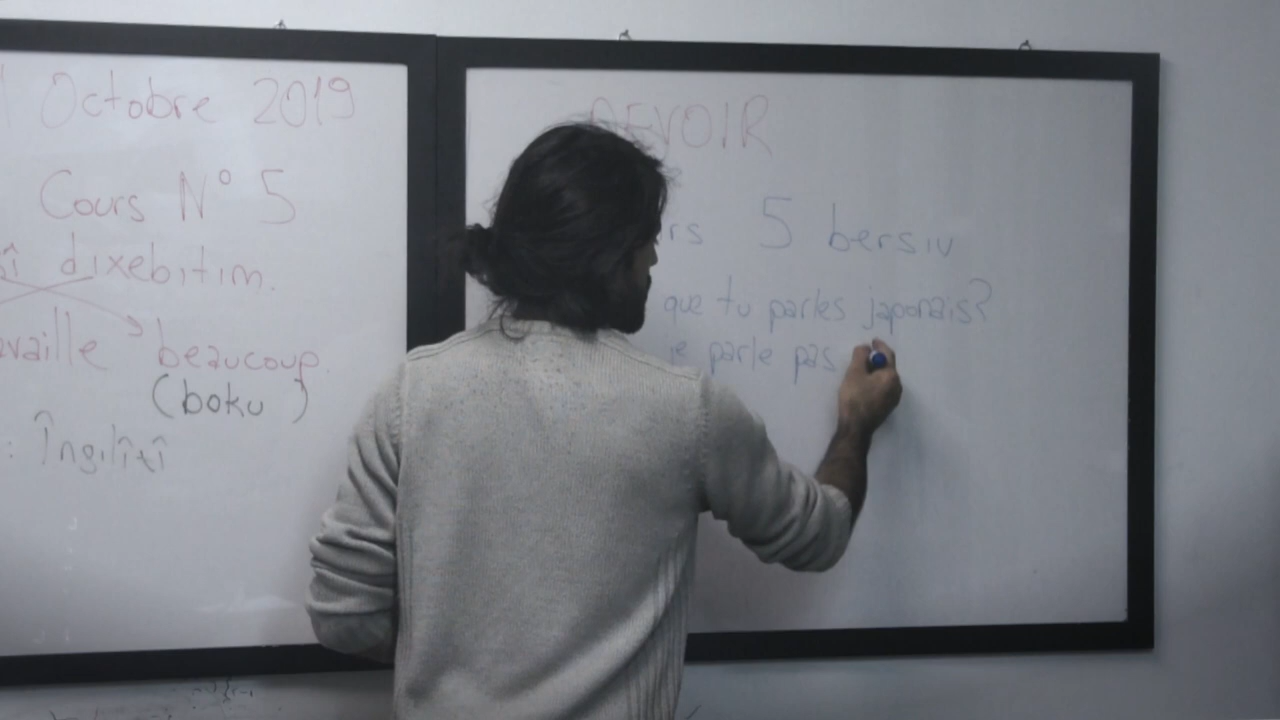 Octobre 2019
Cours N° 5
î dixebitim.
availle beaucoup.
(boku)
: Îngilîzî
DEVOIR
rs 5 bersiv
que tu parles japonais?
je parle pas